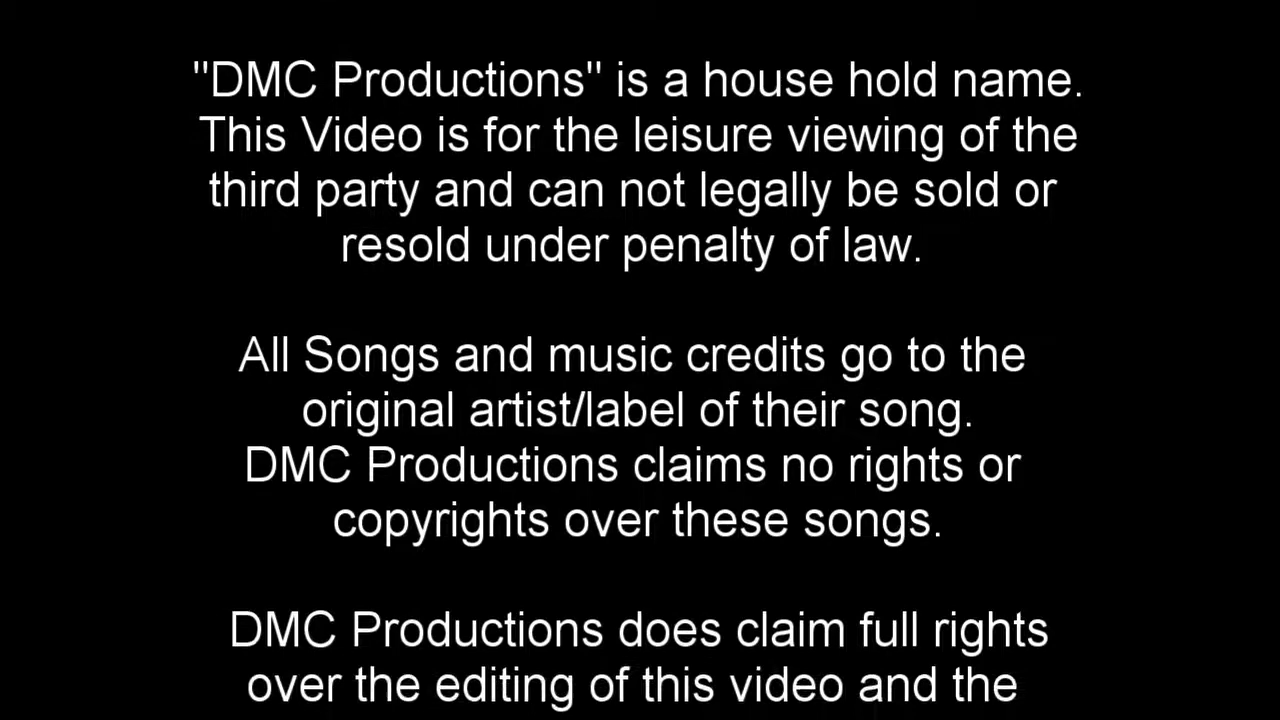 "DMC Productions" is a house hold name.
This Video is for the leisure viewing of the
third party and can not legally be sold or
resold under penalty of law.
All Songs and music credits go to the
original artist/label of their song.
DMC Productions claims no rights or
copyrights over these songs.
DMC Productions does claim full rights
over the editing of this video and the